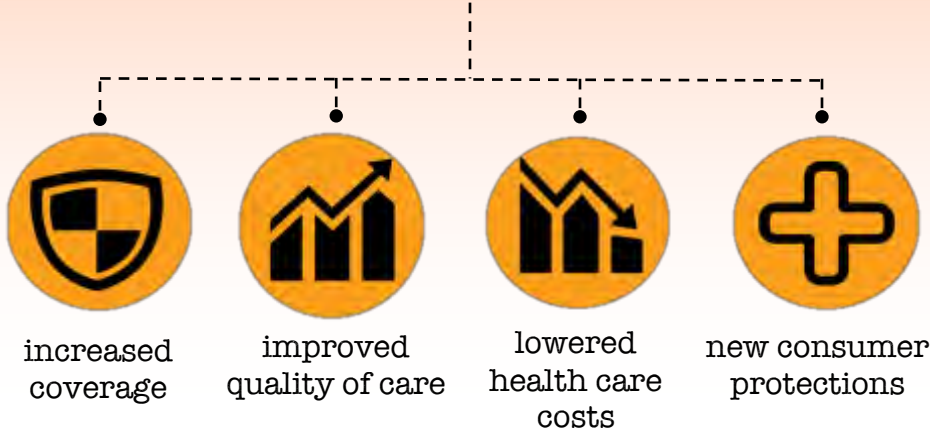 increased
coverage
improved
quality of care
lowered
health care
costs
new consumer
protections